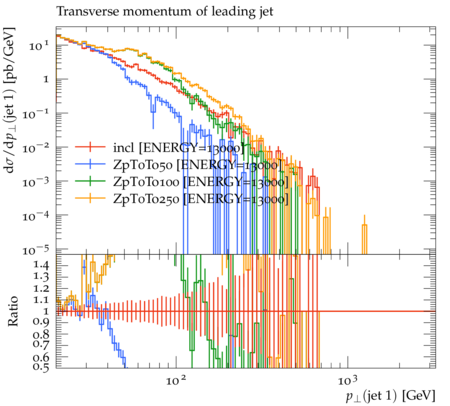 Transverse momentum of leading jet
dσ/dp⊥(jet 1) [pb/GeV]
10¹
1
10⁻¹
10⁻²
10⁻³
10⁻⁴
10⁻⁵
incl [ENERGY=13000]
ZpToTo50 [ENERGY=13000]
ZpToTo100 [ENERGY=13000]
ZpToTo250 [ENERGY=13000]
Ratio
1.4
1.3
1.2
1.1
1
0.9
0.8
0.7
0.6
0.5
10²
10³
p⊥(jet 1) [GeV]